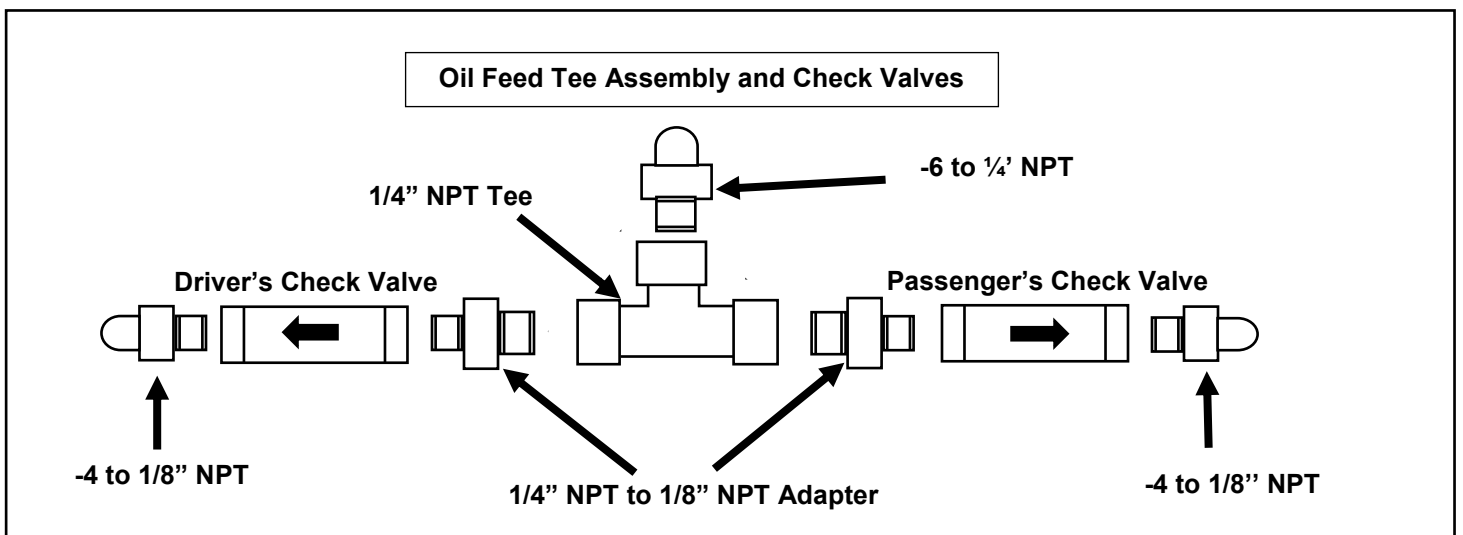 Oil Feed Tee Assembly and Check Valves
-6 to ¼’ NPT
1/4” NPT Tee
Driver’s Check Valve
Passenger’s Check Valve
-4 to 1/8” NPT
1/4” NPT to 1/8” NPT Adapter
-4 to 1/8’’ NPT